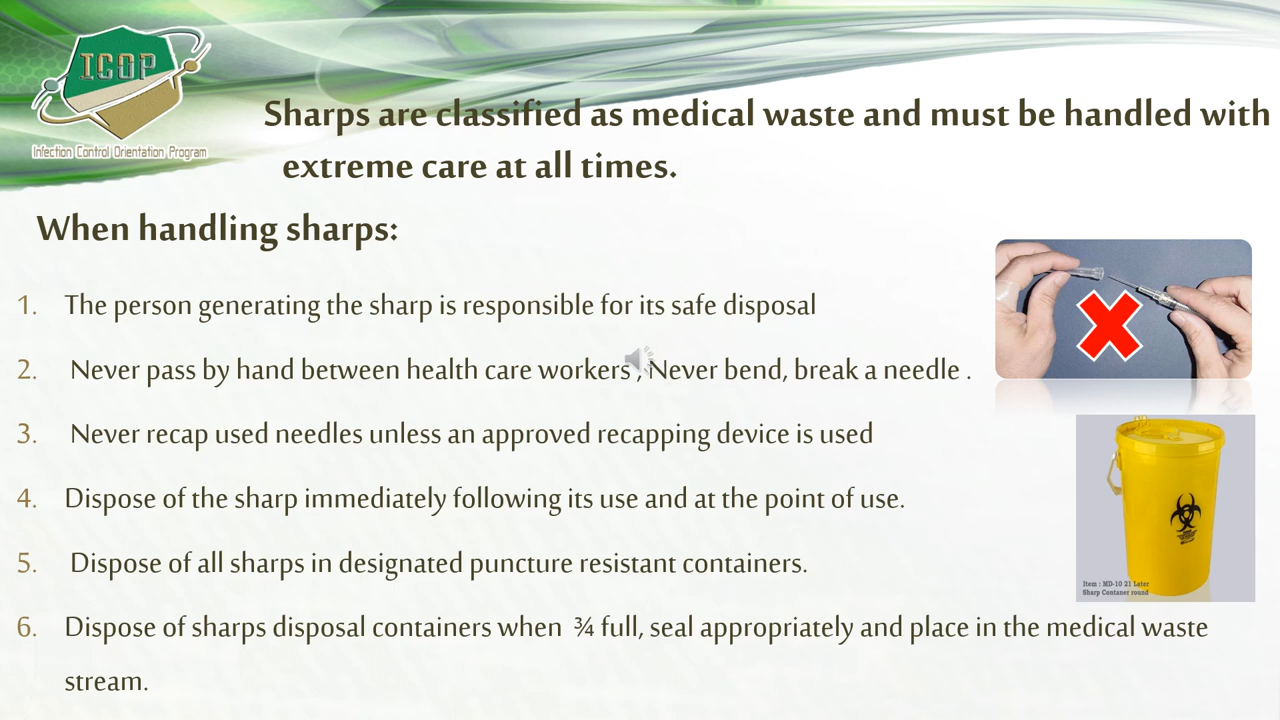 ICOP
Infection Control Orientation Program
Sharps are classified as medical waste and must be handled with
extreme care at all times.
When handling sharps:
1. The person generating the sharp is responsible for its safe disposal
2. Never pass by hand between health care workers , Never bend, break a needle .
3. Never recap used needles unless an approved recapping device is used
4. Dispose of the sharp immediately following its use and at the point of use.
5. Dispose of all sharps in designated puncture resistant containers.
Item : MD-10 21 Later
Sharp Contaner round
6. Dispose of sharps disposal containers when ¾ full, seal appropriately and place in the medical waste
stream.